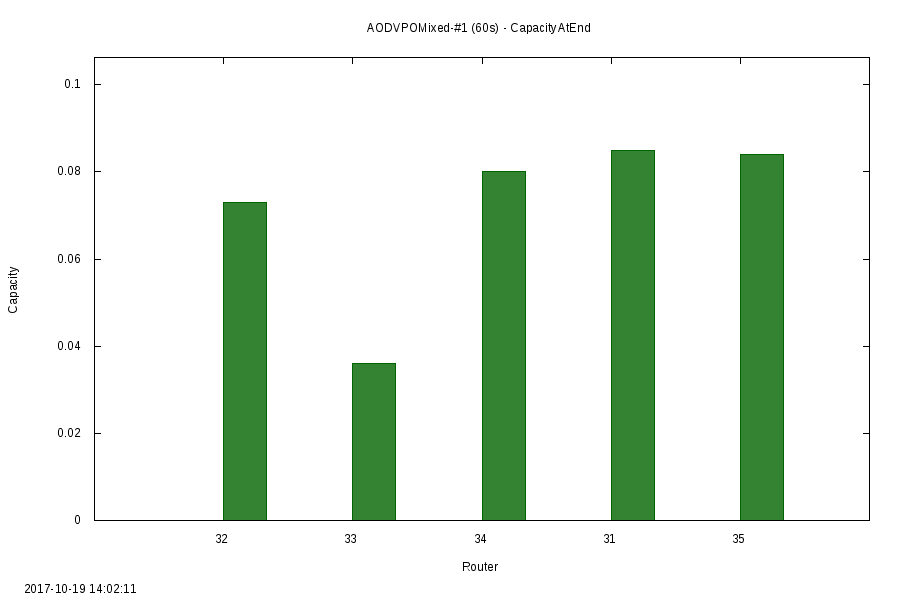 AODVPOMixed-#1 (60s) - CapacityAtEnd
0.1
0.08
0.06
0.04
0.02
0
Capacity
32 33 34 31 35
Router
2017-10-19 14:02:11